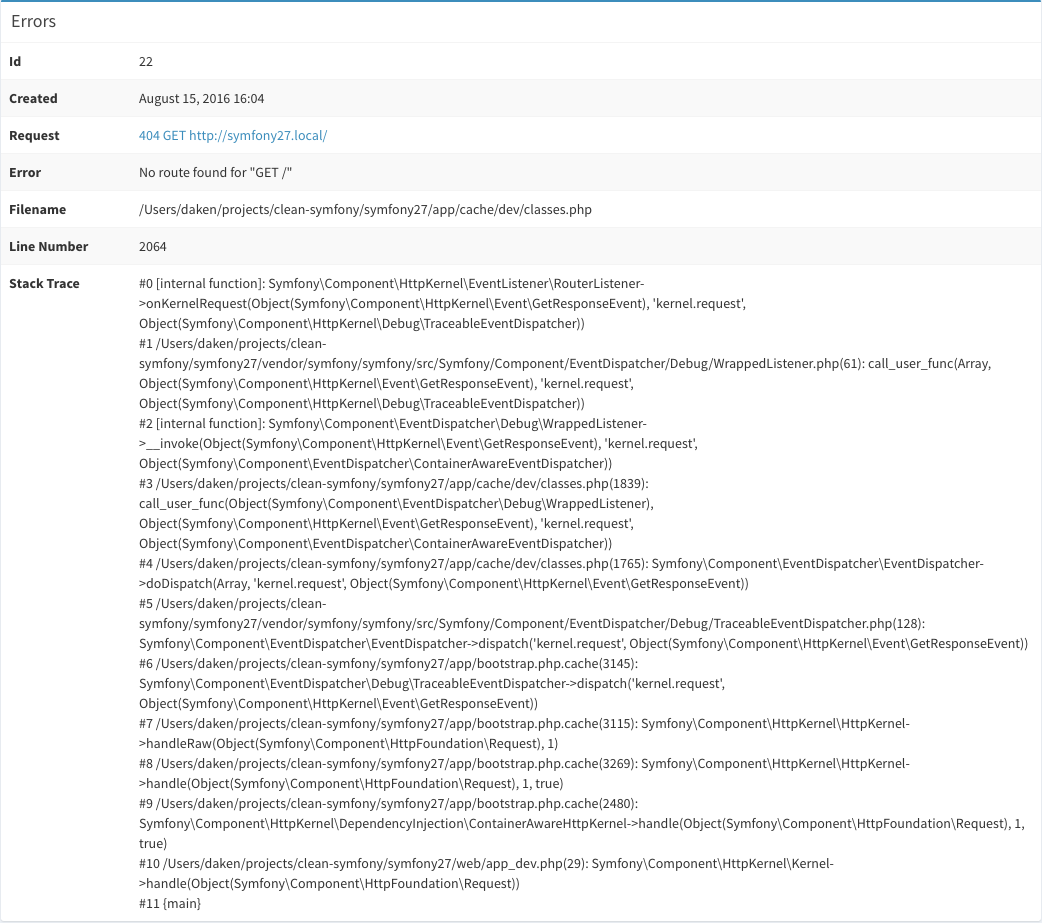 Errors
Id 22
Created August 15, 2016 16:04
Request 404 GET http://symfony27.local/
Error No route found for "GET /"
Filename /Users/daken/projects/clean-symfony/symfony27/app/cache/dev/classes.php
Line Number 2064
Stack Trace #0 [internal function]: Symfony\Component\HttpKernel\EventListener\RouterListener-
>onKernelRequest(Object(Symfony\Component\HttpKernel\Event\GetResponseEvent), 'kernel.request',
Object(Symfony\Component\HttpKernel\Debug\TraceableEventDispatcher))
#1 /Users/daken/projects/clean-
symfony/symfony27/vendor/symfony/symfony/src/Symfony/Component/EventDispatcher/Debug/WrappedListener.php(61): call_user_func(Array,
Object(Symfony\Component\HttpKernel\Event\GetResponseEvent), 'kernel.request',
Object(Symfony\Component\HttpKernel\Debug\TraceableEventDispatcher))
#2 [internal function]: Symfony\Component\EventDispatcher\Debug\WrappedListener-
>__invoke(Object(Symfony\Component\HttpKernel\Event\GetResponseEvent), 'kernel.request',
Object(Symfony\Component\EventDispatcher\ContainerAwareEventDispatcher))
#3 /Users/daken/projects/clean-symfony/symfony27/app/cache/dev/classes.php(1839):
call_user_func(Object(Symfony\Component\EventDispatcher\Debug\WrappedListener),
Object(Symfony\Component\HttpKernel\Event\GetResponseEvent), 'kernel.request',
Object(Symfony\Component\EventDispatcher\ContainerAwareEventDispatcher))
#4 /Users/daken/projects/clean-symfony/symfony27/app/cache/dev/classes.php(1765): Symfony\Component\EventDispatcher\EventDispatcher-
>doDispatch(Array, 'kernel.request', Object(Symfony\Component\HttpKernel\Event\GetResponseEvent))
#5 /Users/daken/projects/clean-
symfony/symfony27/vendor/symfony/symfony/src/Symfony/Component/EventDispatcher/Debug/TraceableEventDispatcher.php(128):
Symfony\Component\EventDispatcher\EventDispatcher->dispatch('kernel.request', Object(Symfony\Component\HttpKernel\Event\GetResponseEvent))
#6 /Users/daken/projects/clean-symfony/symfony27/app/bootstrap.php.cache(3145):
Symfony\Component\EventDispatcher\Debug\TraceableEventDispatcher->dispatch('kernel.request',
Object(Symfony\Component\HttpKernel\Event\GetResponseEvent))
#7 /Users/daken/projects/clean-symfony/symfony27/app/bootstrap.php.cache(3115): Symfony\Component\HttpKernel\HttpKernel-
>handleRaw(Object(Symfony\Component\HttpFoundation\Request), 1)
#8 /Users/daken/projects/clean-symfony/symfony27/app/bootstrap.php.cache(3269): Symfony\Component\HttpKernel\HttpKernel-
>handle(Object(Symfony\Component\HttpFoundation\Request), 1, true)
#9 /Users/daken/projects/clean-symfony/symfony27/app/bootstrap.php.cache(2480):
Symfony\Component\HttpKernel\DependencyInjection\ContainerAwareHttpKernel->handle(Object(Symfony\Component\HttpFoundation\Request), 1,
true)
#10 /Users/daken/projects/clean-symfony/symfony27/web/app_dev.php(29): Symfony\Component\HttpKernel\Kernel-
>handle(Object(Symfony\Component\HttpFoundation\Request))
#11 {main}